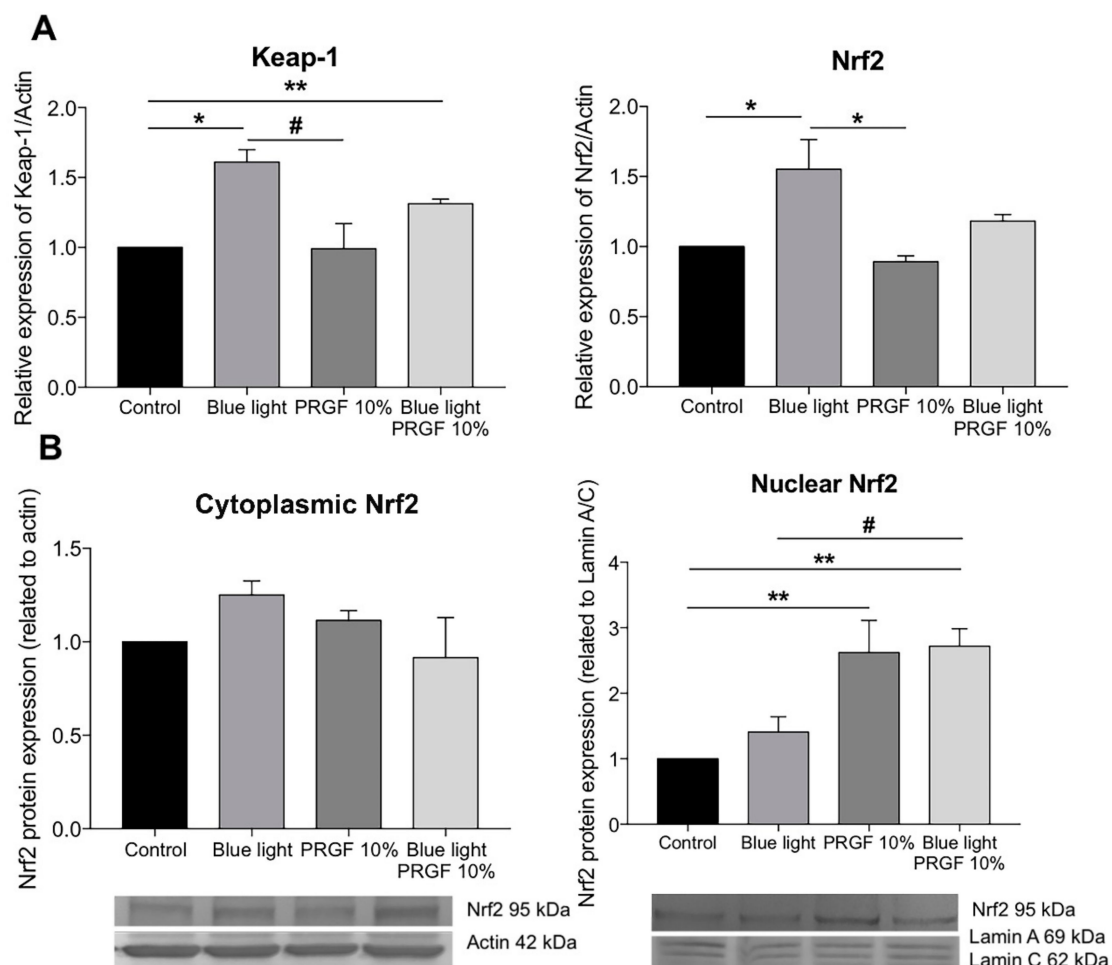 A
Keap-1
Relative expression of Keap-1/Actin
2.0
1.5
1.0
0.5
0.0
**
*
#
Control
Blue light
PRGF 10%
Blue light
PRGF 10%
Nrf2
Relative expression of Nrf2/Actin
2.0
1.5
1.0
0.5
0.0
*
*
Control
Blue light
PRGF 10%
Blue light
PRGF 10%
B
Cytoplasmic Nrf2
Nrf2 protein expression (related to actin)
1.5
1.0
0.5
0.0
Control
Blue light
PRGF 10%
Blue light
PRGF 10%
Nrf2 95 kDa
Actin 42 kDa
Nuclear Nrf2
Nrf2 protein expression (related to Lamin A/C)
4
3
2
1
0
#
**
**
Control
Blue light
PRGF 10%
Blue light
PRGF 10%
Nrf2 95 kDa
Lamin A 69 kDa
Lamin C 62 kDa